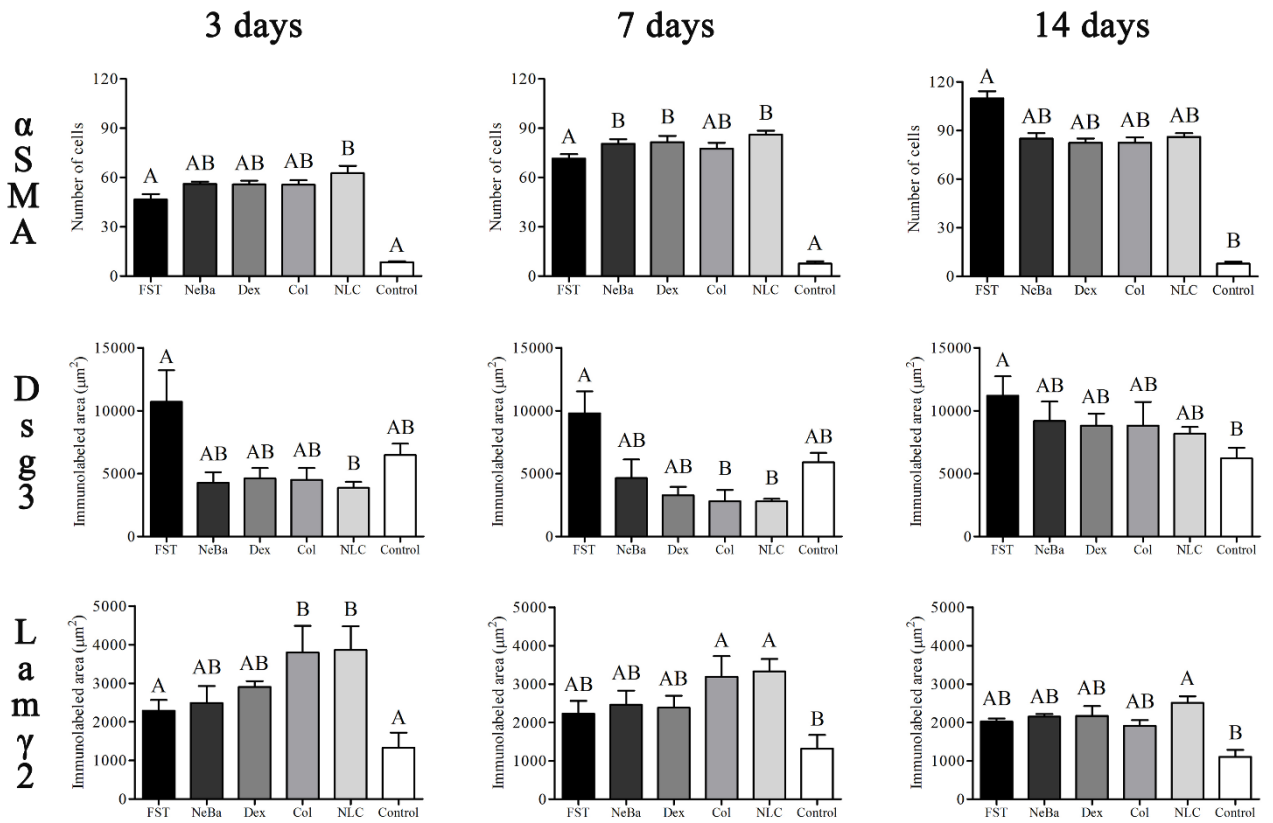 3 days
7 days
14 days
α
S
M
A
Number of cells
120
90
60
30
0
A
AB
AB
AB
B
A
FST
NeBa
Dex
Col
NLC
Control
Number of cells
120
90
60
30
0
A
B
B
AB
B
A
FST
NeBa
Dex
Col
NLC
Control
Number of cells
120
90
60
30
0
A
AB
AB
AB
AB
B
FST
NeBa
Dex
Col
NLC
Control
D
s
g
3
Immunolabeled area (μm²)
15000
10000
5000
0
A
AB
AB
AB
B
AB
FST
NeBa
Dex
Col
NLC
Control
Immunolabeled area (μm²)
15000
10000
5000
0
A
AB
AB
B
B
AB
FST
NeBa
Dex
Col
NLC
Control
Immunolabeled area (μm²)
15000
10000
5000
0
A
AB
AB
AB
AB
B
FST
NeBa
Dex
Col
NLC
Control
L
a
m
γ
2
Immunolabeled area (μm²)
5000
4000
3000
2000
1000
0
A
AB
AB
B
B
A
FST
NeBa
Dex
Col
NLC
Control
Immunolabeled area (μm²)
5000
4000
3000
2000
1000
0
AB
AB
AB
A
A
B
FST
NeBa
Dex
Col
NLC
Control
Immunolabeled area (μm²)
5000
4000
3000
2000
1000
0
AB
AB
AB
AB
A
B
FST
NeBa
Dex
Col
NLC
Control